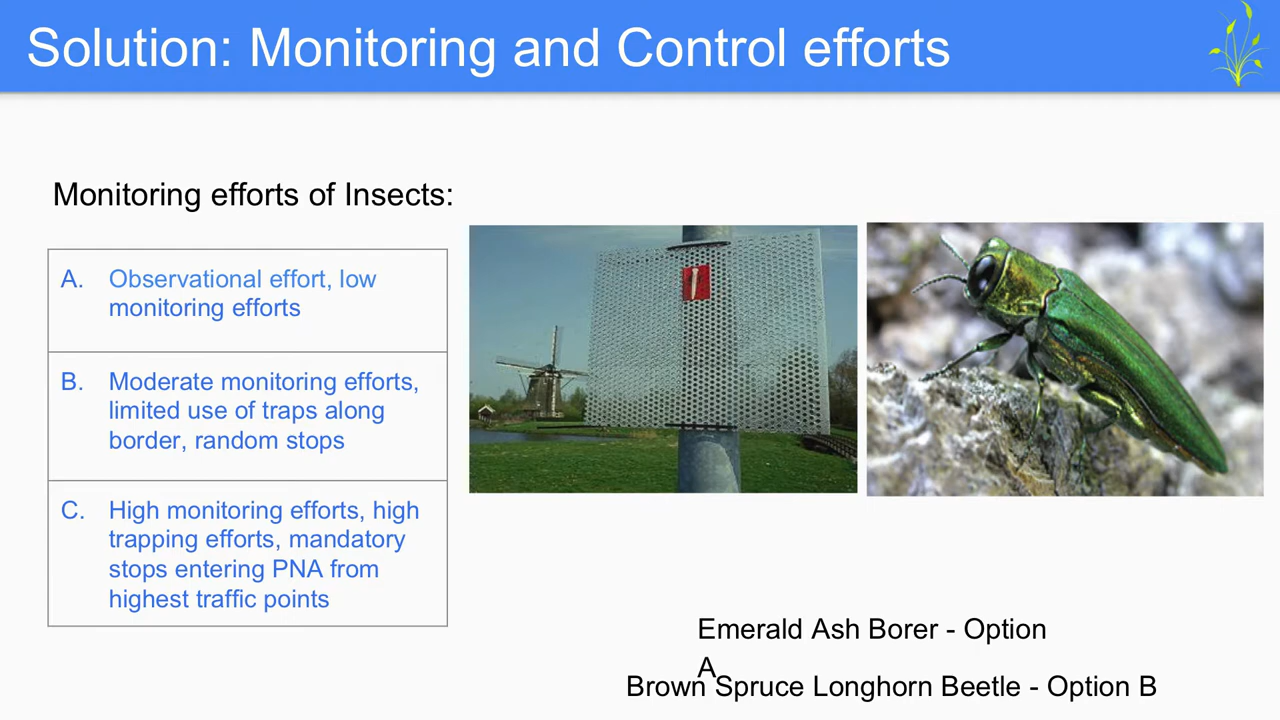 Solution: Monitoring and Control efforts
Monitoring efforts of Insects:
A. Observational effort, low
monitoring efforts
B. Moderate monitoring efforts,
limited use of traps along
border, random stops
C. High monitoring efforts, high
trapping efforts, mandatory
stops entering PNA from
highest traffic points
Emerald Ash Borer - Option
A
Brown Spruce Longhorn Beetle - Option B